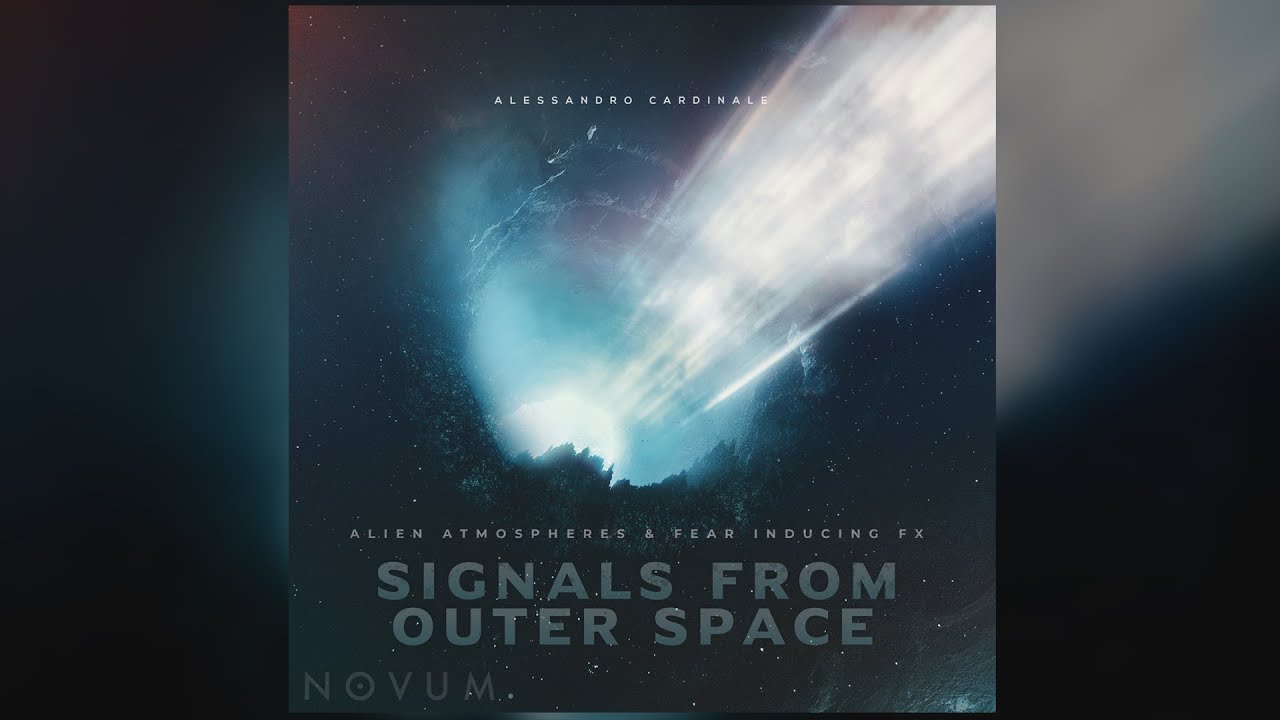 ALESSANDRO CARDINALE
ALIEN ATMOSPHERES & FEAR INDUCING FX
SIGNALS FROM
OUTER SPACE
NOVUM.